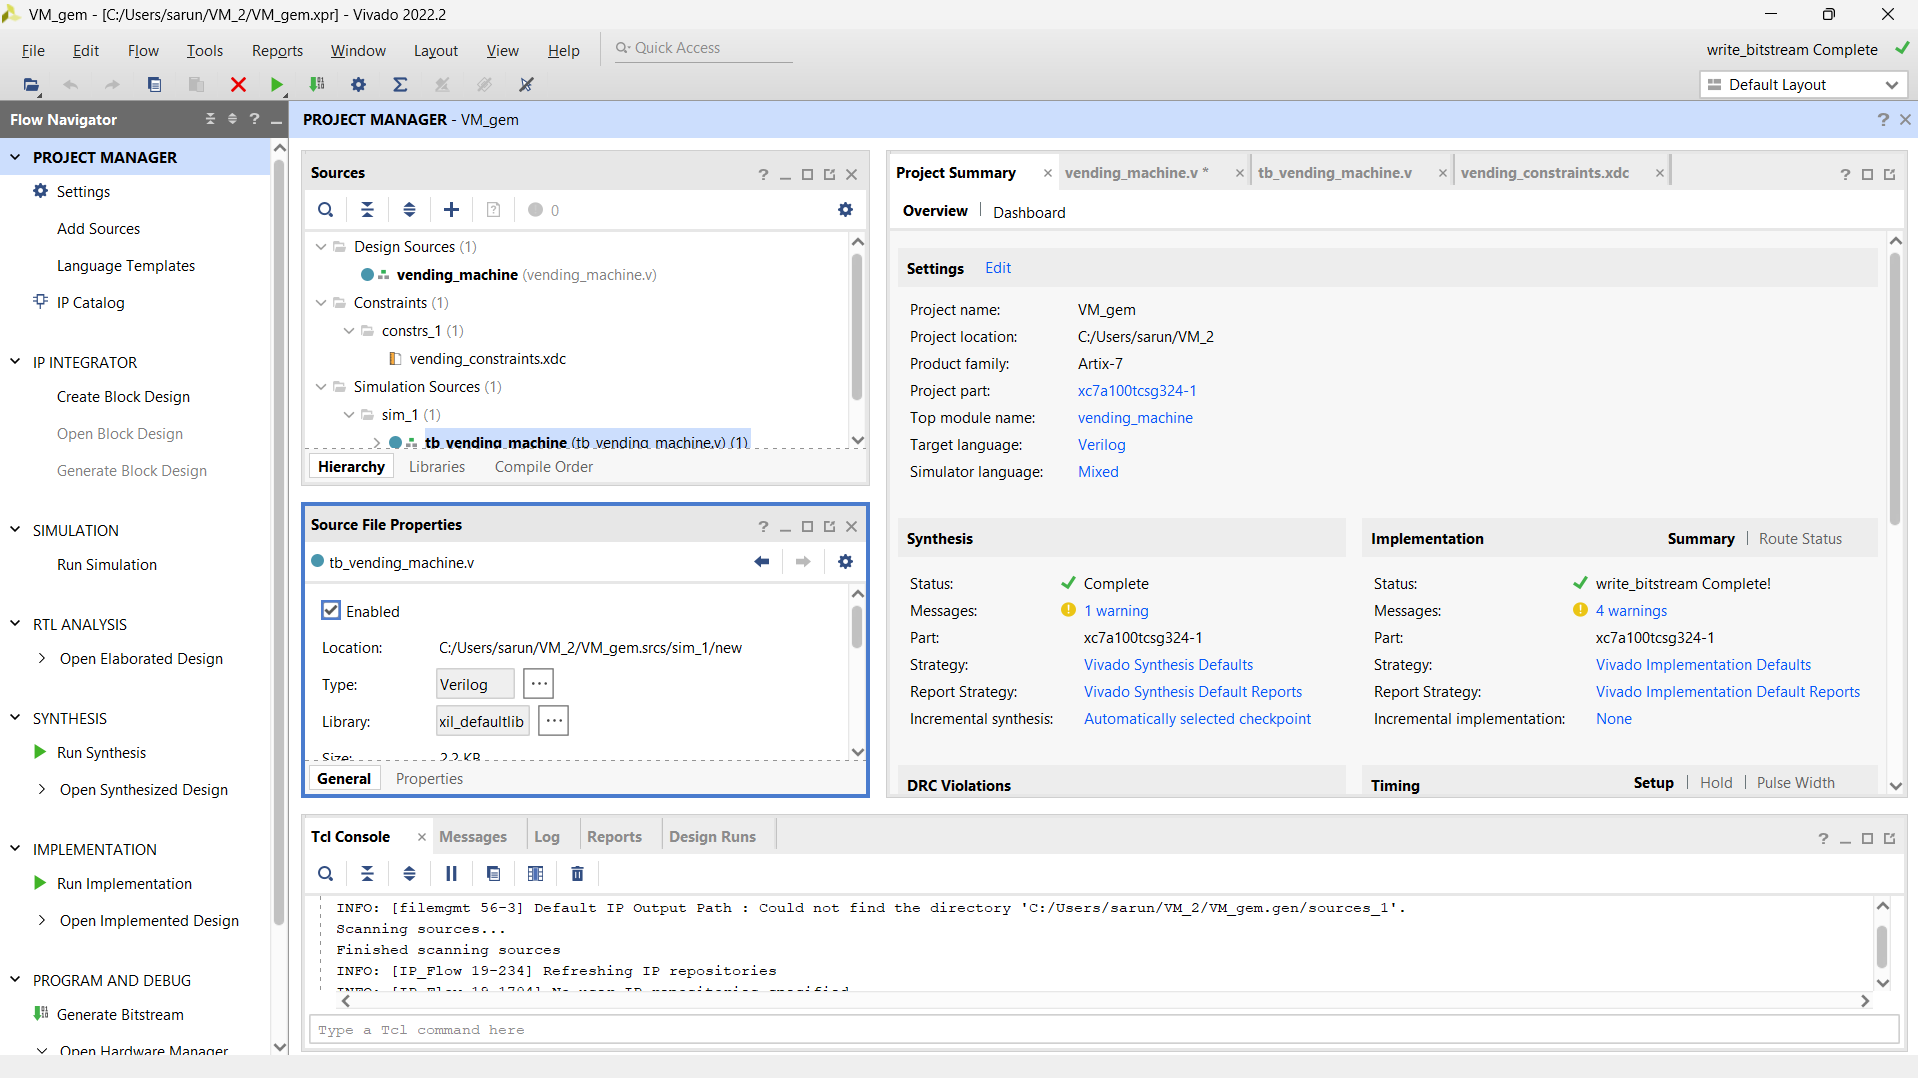 VM_gem - [C:/Users/sarun/VM_2/VM_gem.xpr] - Vivado 2022.2
File Edit Flow Tools Reports Window Layout View Help Quick Access
write_bitstream Complete
Default Layout
Flow Navigator
PROJECT MANAGER
Settings
Add Sources
Language Templates
IP Catalog
IP INTEGRATOR
Create Block Design
Open Block Design
Generate Block Design
SIMULATION
Run Simulation
RTL ANALYSIS
Open Elaborated Design
SYNTHESIS
Run Synthesis
Open Synthesized Design
IMPLEMENTATION
Run Implementation
Open Implemented Design
PROGRAM AND DEBUG
Generate Bitstream
Open Hardware Manager
PROJECT MANAGER - VM_gem
Sources
0
Design Sources (1)
vending_machine (vending_machine.v)
Constraints (1)
constrs_1 (1)
vending_constraints.xdc
Simulation Sources (1)
sim_1 (1)
tb_vending_machine (tb_vending_machine.v) (1)
Hierarchy Libraries Compile Order
Source File Properties
tb_vending_machine.v
Enabled
Location: C:/Users/sarun/VM_2/VM_gem.srcs/sim_1/new
Type: Verilog ...
Library: xil_defaultlib ...
Size: 2.2 KB
General Properties
Project Summary vending_machine.v * tb_vending_machine.v vending_constraints.xdc
Overview | Dashboard
Settings Edit
Project name: VM_gem
Project location: C:/Users/sarun/VM_2
Product family: Artix-7
Project part: xc7a100tcsg324-1
Top module name: vending_machine
Target language: Verilog
Simulator language: Mixed
Synthesis
Status: Complete
Messages: 1 warning
Part: xc7a100tcsg324-1
Strategy: Vivado Synthesis Defaults
Report Strategy: Vivado Synthesis Default Reports
Incremental synthesis: Automatically selected checkpoint
Implementation Summary | Route Status
Status: write_bitstream Complete!
Messages: 4 warnings
Part: xc7a100tcsg324-1
Strategy: Vivado Implementation Defaults
Report Strategy: Vivado Implementation Default Reports
Incremental implementation: None
DRC Violations
Timing Setup | Hold | Pulse Width
Tcl Console Messages Log Reports Design Runs
INFO: [filemgmt 56-3] Default IP Output Path : Could not find the directory 'C:/Users/sarun/VM_2/VM_gem.gen/sources_1'.
Scanning sources...
Finished scanning sources
INFO: [IP_Flow 19-234] Refreshing IP repositories
INFO: [IP_Flow 19-1704] No user IP repositories specified
Type a Tcl command here